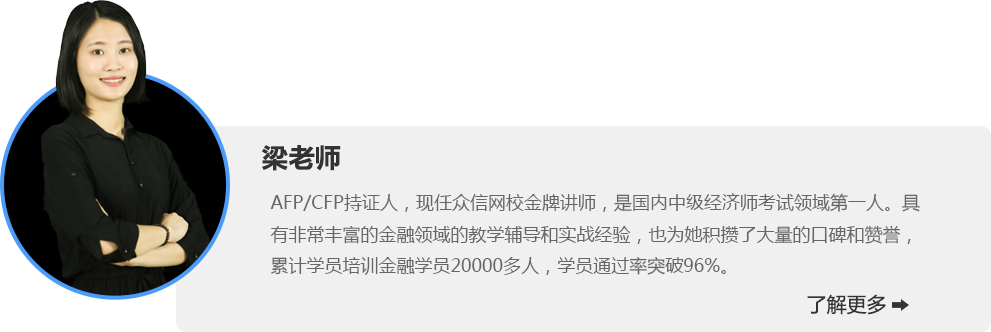 梁老师
AFP/CFP持证人，现任众信网校金牌讲师，是国内中级经济师考试领域第一人。具
有非常丰富的金融领域的教学辅导和实战经验，也为她积攒了大量的口碑和赞誉，
累计学员培训金融学员20000多人，学员通过率突破96%。
了解更多 ➡